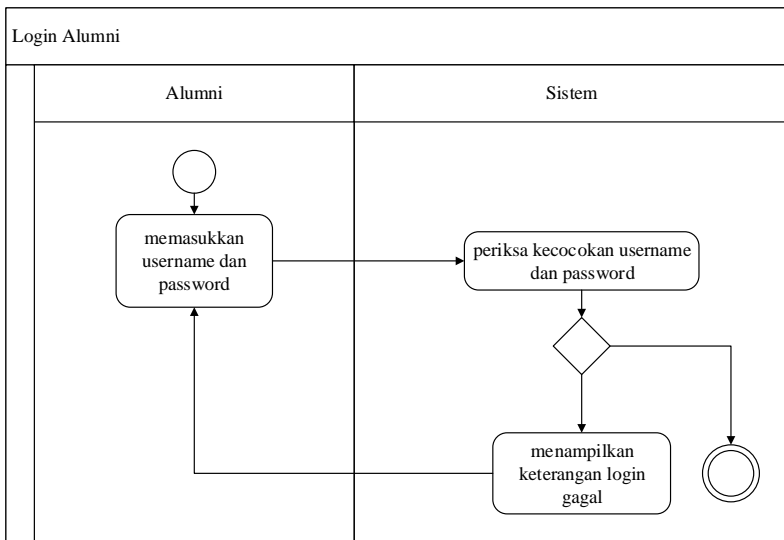 Login Alumni
Alumni
Sistem
memasukkan
username dan
password
periksa kecocokan username
dan password
menampilkan
keterangan login
gagal